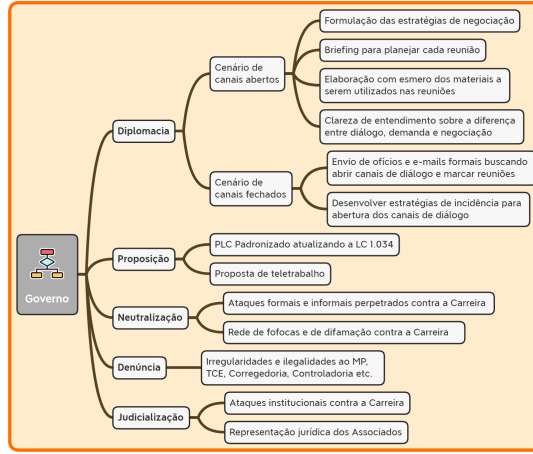 Formulação das estratégias de negociação
Briefing para planejar cada reunião
Cenário de
canais abertos
Elaboração com esmero dos materiais a
serem utilizados nas reuniões
Clareza de entendimento sobre a diferença
entre diálogo, demanda e negociação
Diplomacia
Envio de ofícios e e-mails formais buscando
abrir canais de diálogo e marcar reuniões
Cenário de
canais fechados
Desenvolver estratégias de incidência para
abertura dos canais de diálogo
PLC Padronizado atualizando a LC 1.034
Proposição
Proposta de teletrabalho
Governo
Ataques formais e informais perpetrados contra a Carreira
Neutralização
Rede de fofocas e de difamação contra a Carreira
Denúncia
Irregularidades e ilegalidades ao MP,
TCE, Corregedoria, Controladoria etc.
Ataques institucionais contra a Carreira
Judicialização
Representação jurídica dos Associados